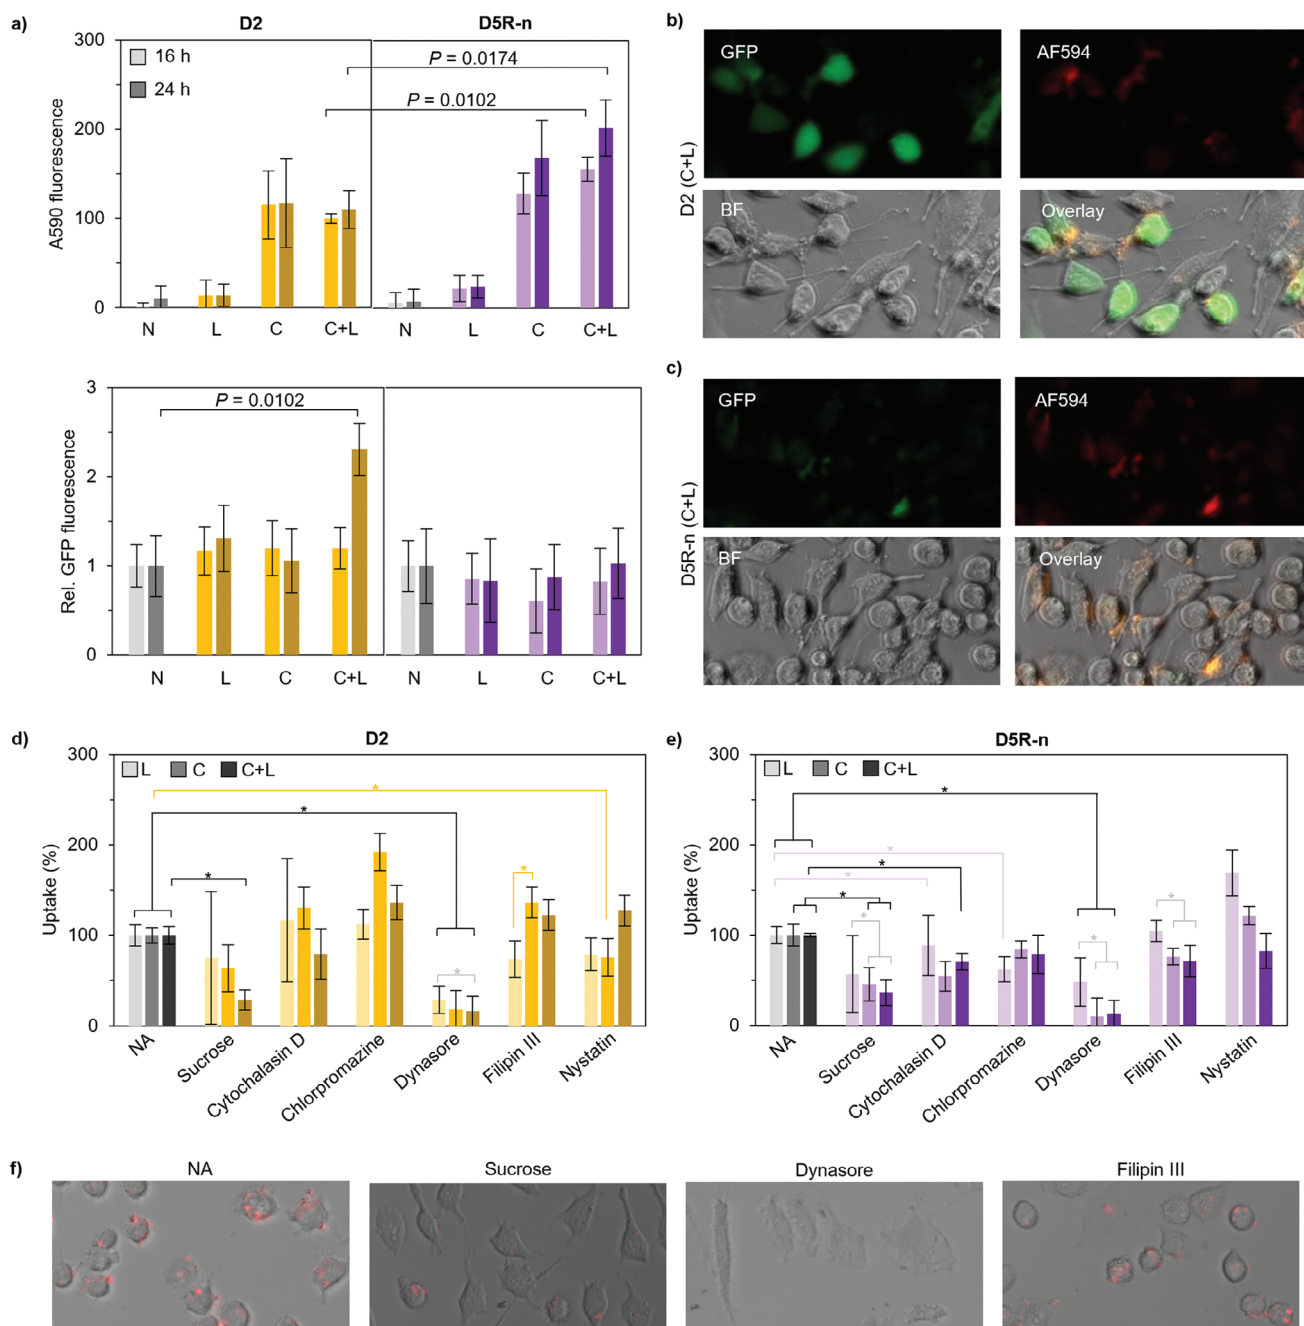 a)
D2
D5R-n
300
200
100
0
A590 fluorescence
16 h
24 h
P = 0.0174
P = 0.0102
N L C C+L N L C C+L
3
2
1
0
Rel. GFP fluorescence
P = 0.0102
N L C C+L N L C C+L
b)
D2 (C+L)
GFP
AF594
BF
Overlay
c)
D5R-n (C+L)
GFP
AF594
BF
Overlay
d)
D2
300
200
100
0
Uptake (%)
L C C+L
*
*
*
*
*
NA
Sucrose
Cytochalasin D
Chlorpromazine
Dynasore
Filipin III
Nystatin
e)
D5R-n
300
200
100
0
Uptake (%)
L C C+L
*
*
*
*
*
*
*
*
NA
Sucrose
Cytochalasin D
Chlorpromazine
Dynasore
Filipin III
Nystatin
f)
NA
Sucrose
Dynasore
Filipin III